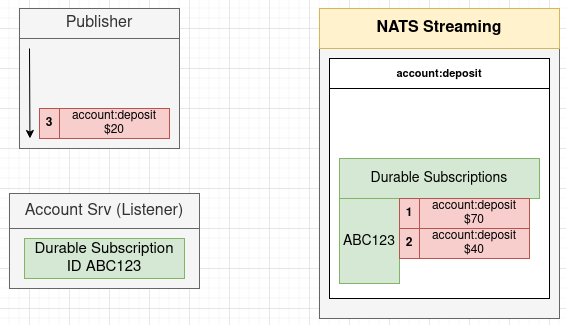 Publisher
3
account:deposit
$20
Account Srv (Listener)
Durable Subscription
ID ABC123
NATS Streaming
account:deposit
Durable Subscriptions
ABC123
1
account:deposit
$70
2
account:deposit
$40